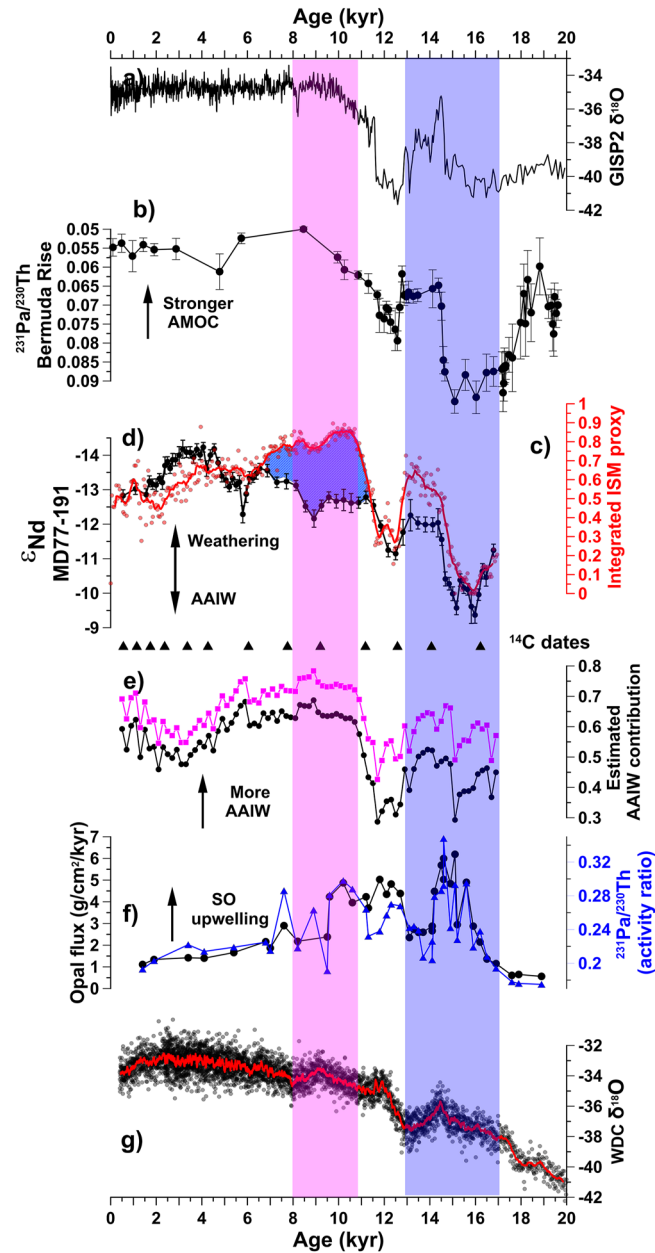 Age (kyr)
0 2 4 6 8 10 12 14 16 18 20
a)
-34
-36
-38
-40
-42
GISP2 δ18O
b)
0.05
0.055
0.06
0.065
0.07
0.075
0.08
0.085
0.09
231Pa/230Th
Bermuda Rise
Stronger
AMOC
d)
-14
-13
-12
-11
-10
-9
εNd
MD77-191
Weathering
AAIW
c)
1
0.9
0.8
0.7
0.6
0.5
0.4
0.3
0.2
0.1
0
Integrated ISM proxy
14C dates
e)
0.8
0.7
0.6
0.5
0.4
0.3
Estimated
AAIW contribution
More
AAIW
7
6
5
4
3
2
1
0
Opal flux (g/cm2/kyr)
f)
SO
upwelling
0.32
0.28
0.24
0.2
231Pa/230Th
(activity ratio)
-32
-34
-36
-38
-40
-42
WDC δ18O
g)
0 2 4 6 8 10 12 14 16 18 20
Age (kyr)